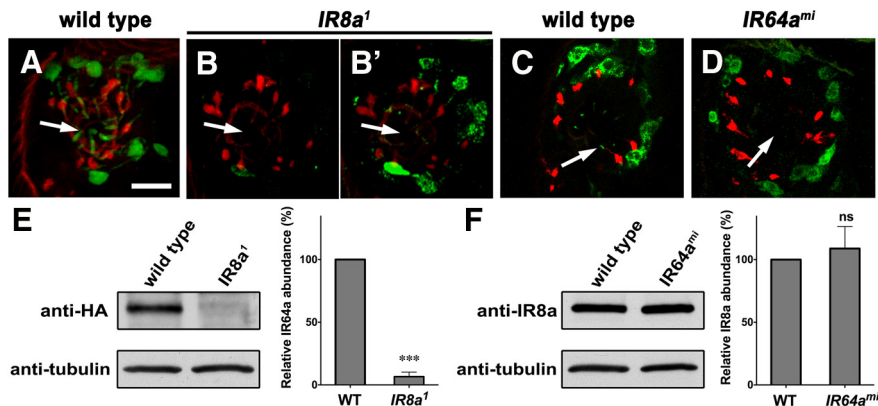 wild type IR8a¹ wild type IR64aᵐⁱ
A B B’ C D
E
wild type IR8a¹
anti-HA
anti-tubulin
Relative IR64a abundance (%)
100
50
0
***
WT IR8a¹
F
wild type IR64aᵐⁱ
anti-IR8a
anti-tubulin
Relative IR8a abundance (%)
100
50
0
ns
WT IR64aᵐⁱ